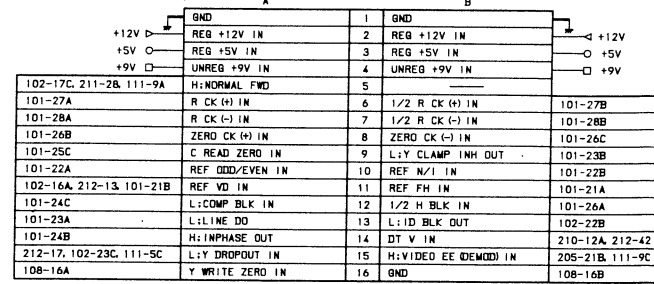 A B
GND 1 GND
+12V REG +12V IN 2 REG +12V IN +12V
+5V REG +5V IN 3 REG +5V IN +5V
+9V UNREG +9V IN 4 UNREG +9V IN +9V
102-17C, 211-28, 111-9A H:NORMAL FWD 5
101-27A R CK (+) IN 6 1/2 R CK (+) IN 101-27B
101-28A R CK (-) IN 7 1/2 R CK (-) IN 101-28B
101-26B ZERO CK (+) IN 8 ZERO CK (-) IN 101-26C
101-25C C READ ZERO IN 9 L:Y CLAMP INH OUT 101-23B
101-22A REF ODD/EVEN IN 10 REF N/I IN 101-22B
102-16A, 212-13, 101-21B REF VD IN 11 REF FH IN 101-21A
101-24C L:COMP BLK IN 12 1/2 H BLK IN 101-26A
101-23A L:LINE DO 13 L:ID BLK OUT 102-22B
101-24B H:INPHASE OUT 14 DT V IN 210-12A, 212-42
212-17, 102-23C, 111-5C L:Y DROPOUT IN 15 H:VIDEO EE (DEMOD) IN 205-21B, 111-9C
108-16A Y WRITE ZERO IN 16 GND 108-16B